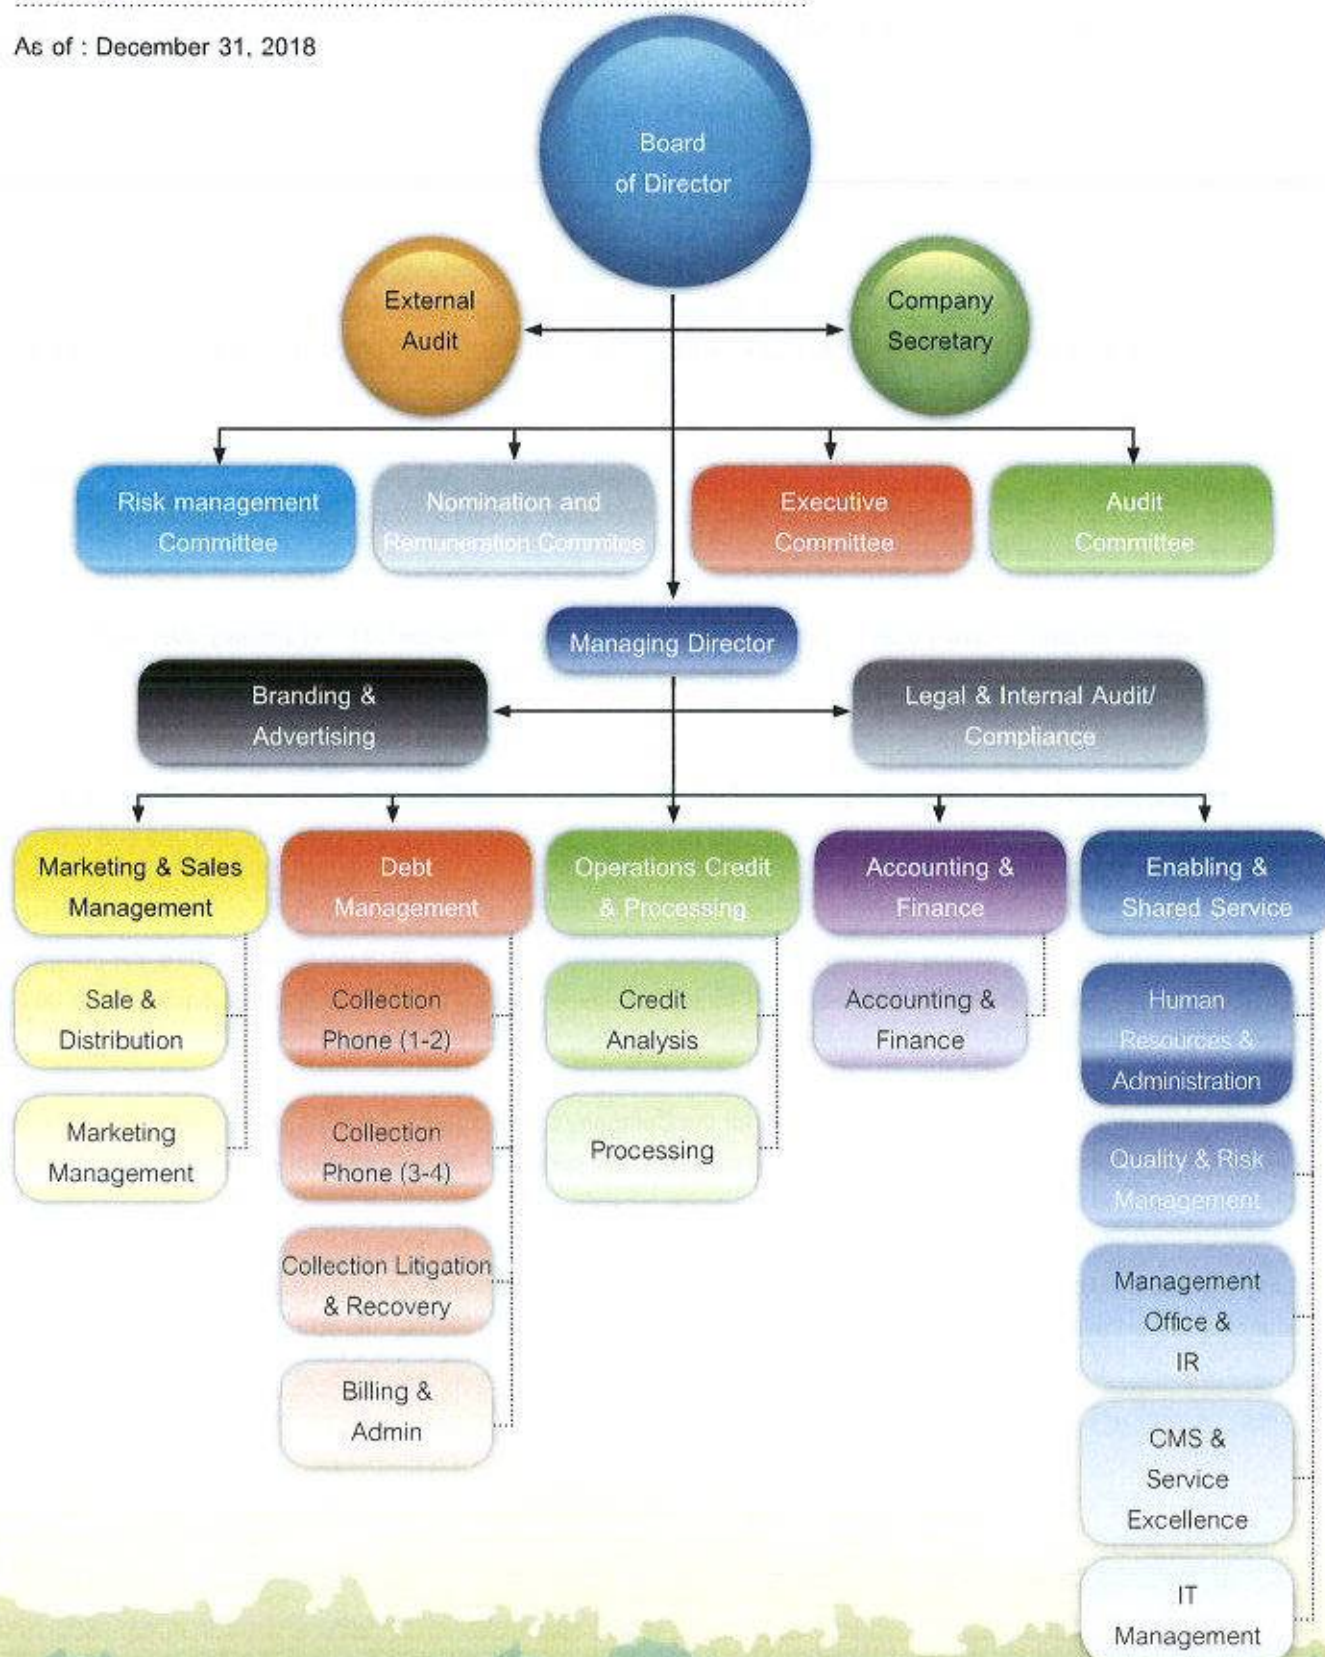 As of : December 31, 2018
Board
of Director
External
Audit
Company
Secretary
Risk management
Committee
Nomination and
Remuneration Commitee
Executive
Committee
Audit
Committee
Managing Director
Branding &
Advertising
Legal & Internal Audit/
Compliance
Marketing & Sales
Management
Debt
Management
Operations Credit
& Processing
Accounting &
Finance
Enabling &
Shared Service
Sale &
Distribution
Marketing
Management
Collection
Phone (1-2)
Collection
Phone (3-4)
Collection Litigation
& Recovery
Billing &
Admin
Credit
Analysis
Processing
Accounting &
Finance
Human
Resources &
Administration
Quality & Risk
Management
Management
Office &
IR
CMS &
Service
Excellence
IT
Management